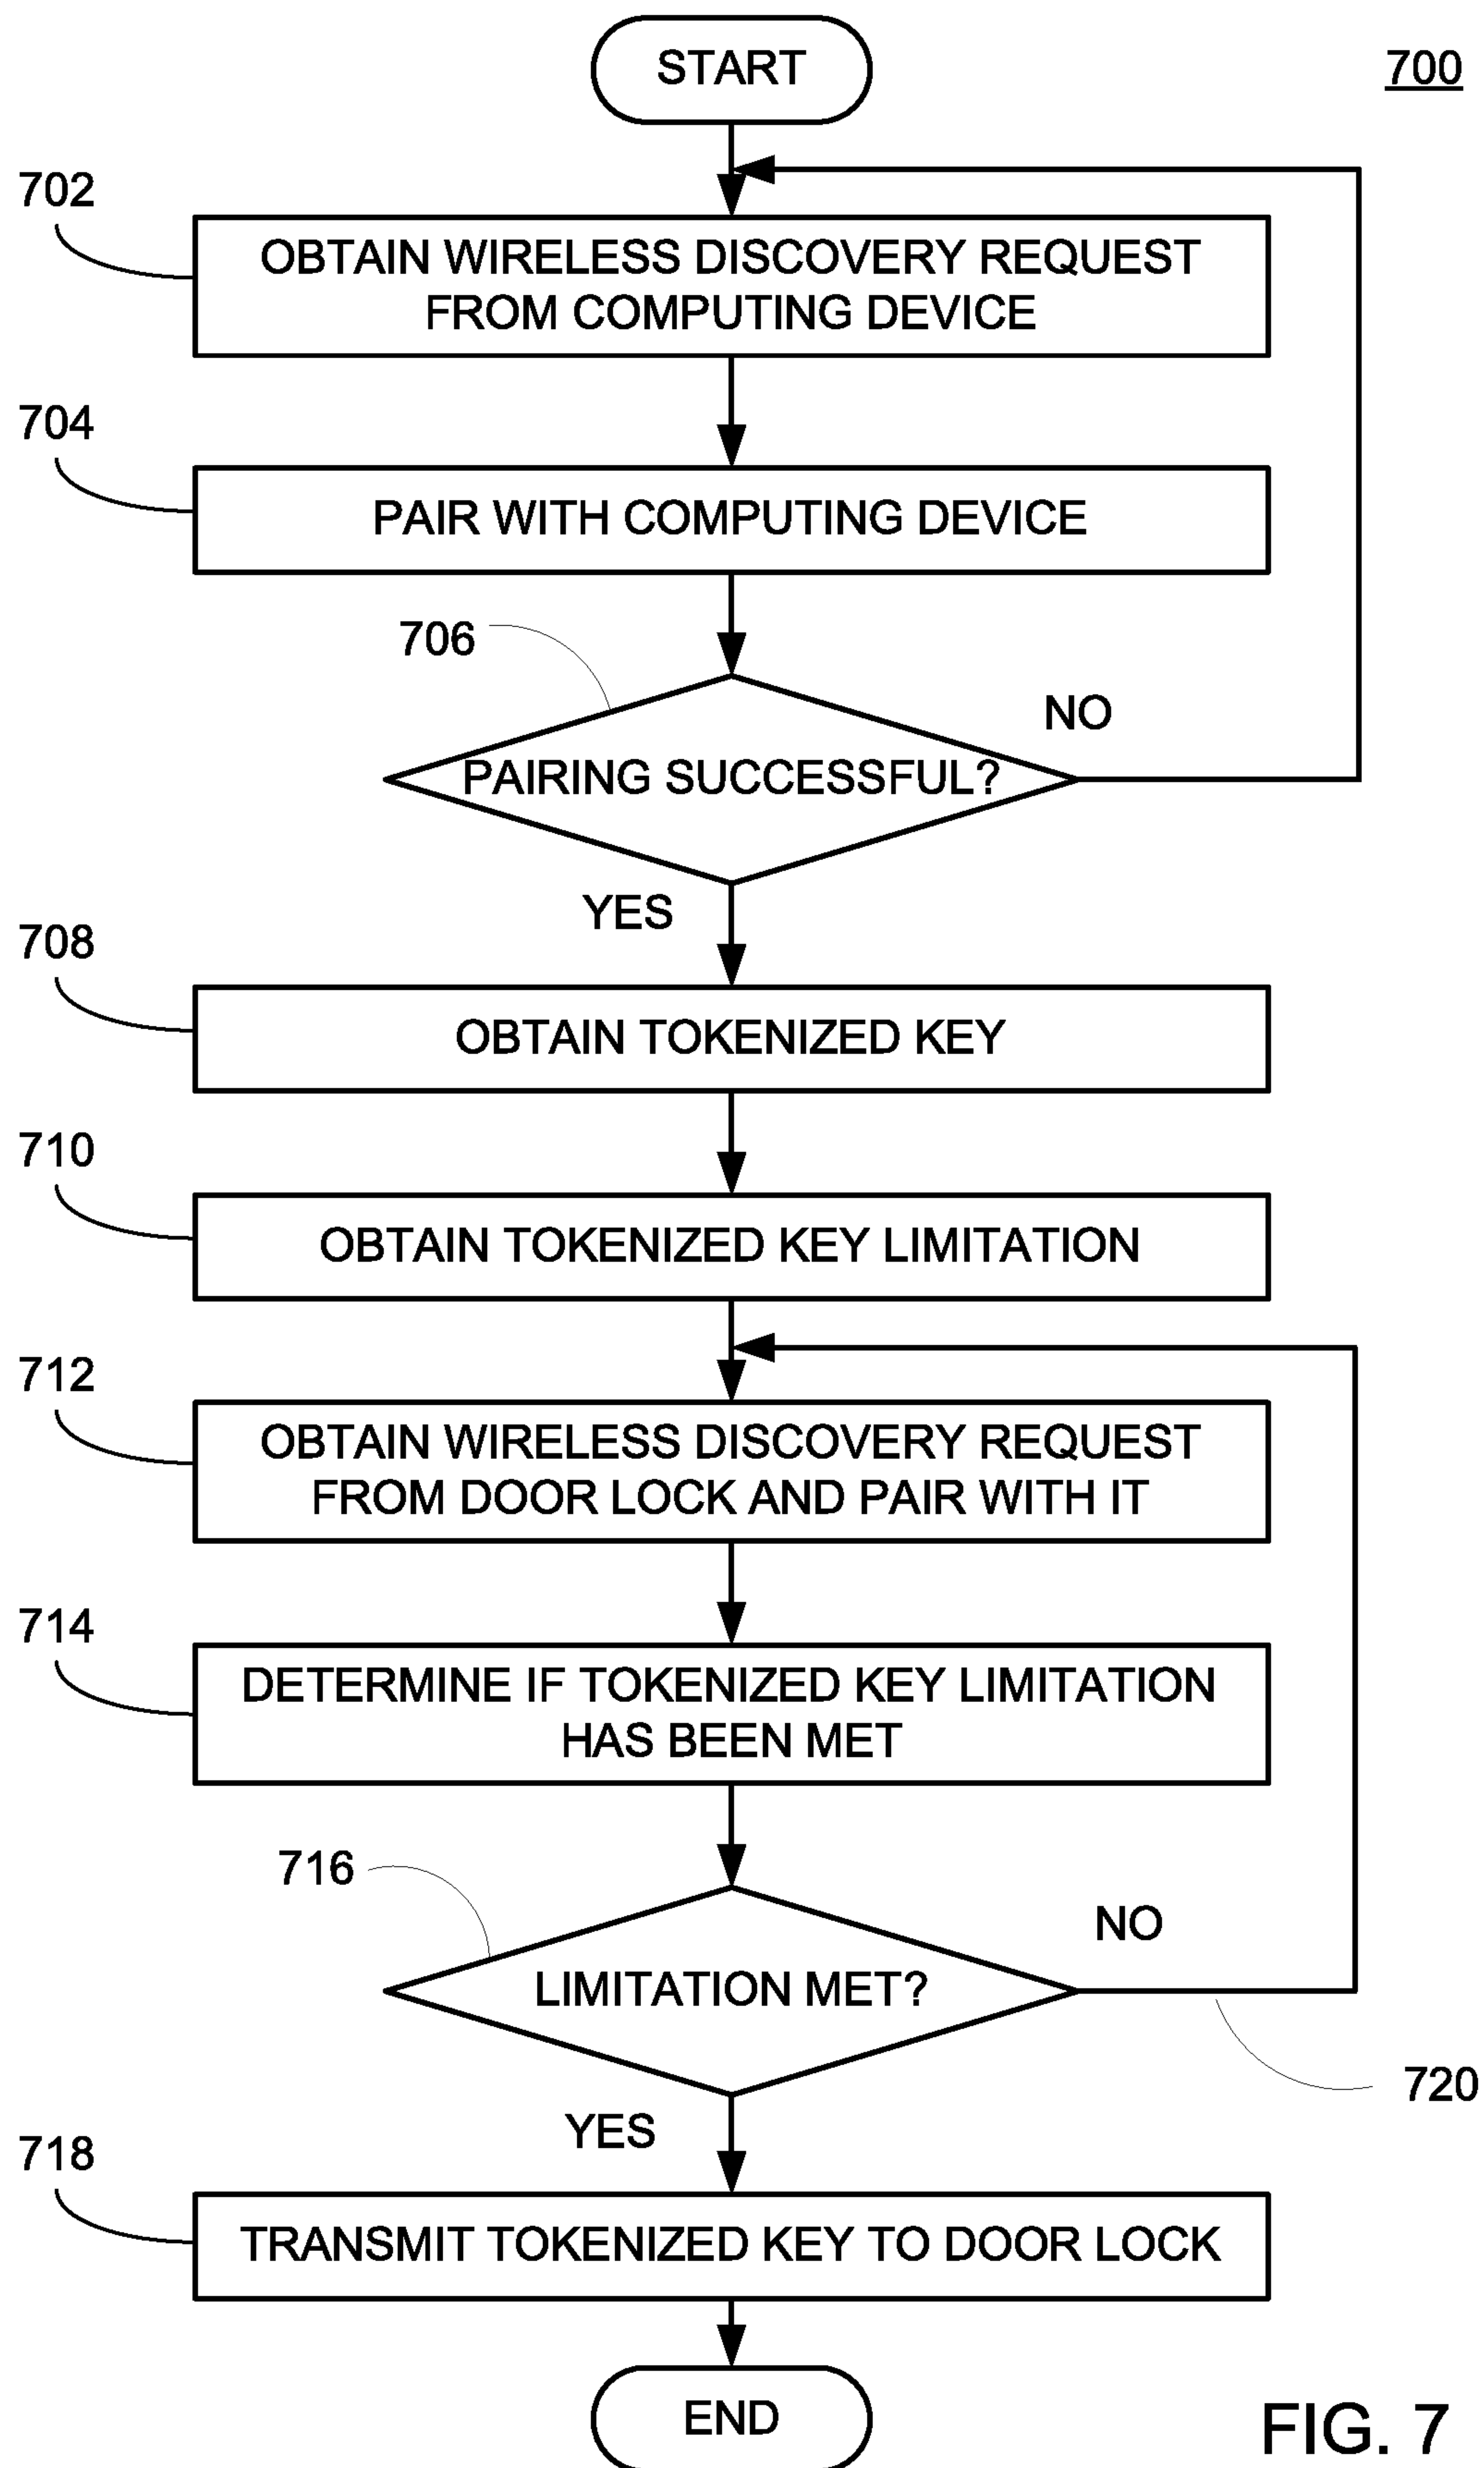 START
700
702
OBTAIN WIRELESS DISCOVERY REQUEST
FROM COMPUTING DEVICE
704
PAIR WITH COMPUTING DEVICE
706
NO
PAIRING SUCCESSFUL?
YES
708
OBTAIN TOKENIZED KEY
710
OBTAIN TOKENIZED KEY LIMITATION
712
OBTAIN WIRELESS DISCOVERY REQUEST
FROM DOOR LOCK AND PAIR WITH IT
714
DETERMINE IF TOKENIZED KEY LIMITATION
HAS BEEN MET
716
NO
LIMITATION MET?
720
YES
718
TRANSMIT TOKENIZED KEY TO DOOR LOCK
END
FIG. 7